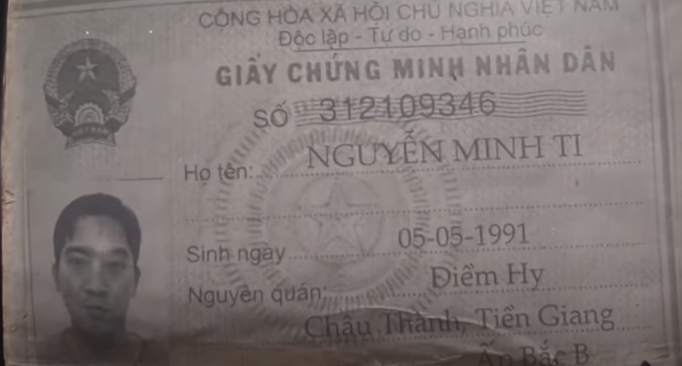 CỘNG HÒA XÃ HỘI CHỦ NGHĨA VIỆT NAM
Độc lập - Tự do - Hạnh phúc
GIẤY CHỨNG MINH NHÂN DÂN
SỐ 312109346
Họ tên: NGUYỄN MINH TI
Sinh ngày 05-05-1991
Nguyên quán: Điềm Hy
Châu Thành, Tiền Giang
Ấp Bắc B